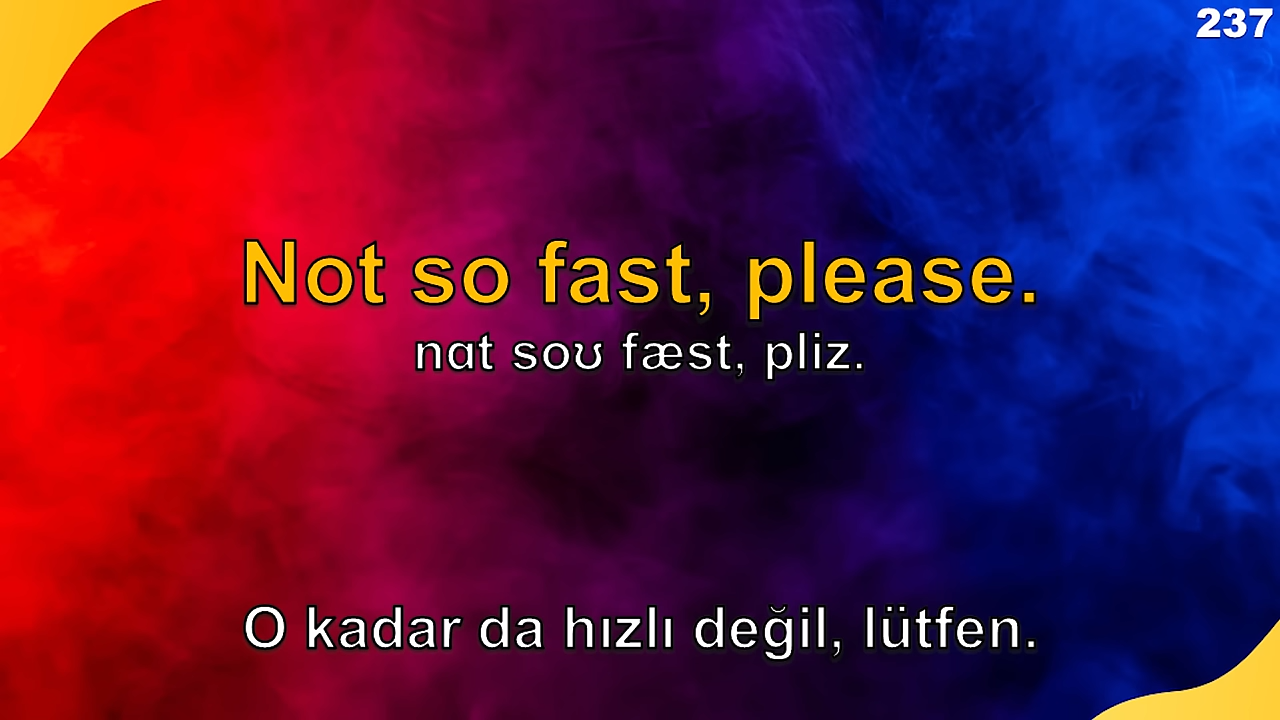 237
Not so fast, please.
nɑt soʊ fæst, pliz.
O kadar da hızlı değil, lütfen.